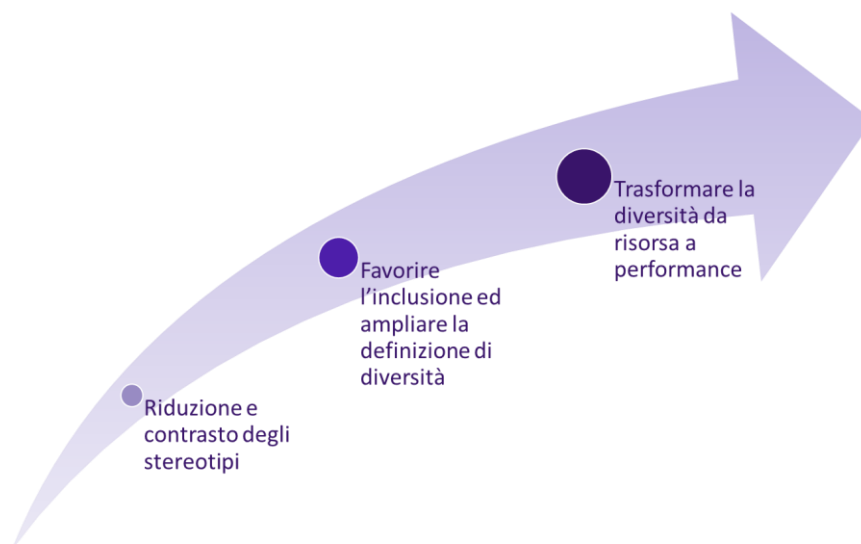 Riduzione e
contrasto degli
stereotipi
Favorire
l’inclusione ed
ampliare la
definizione di
diversità
Trasformare la
diversità da
risorsa a
performance